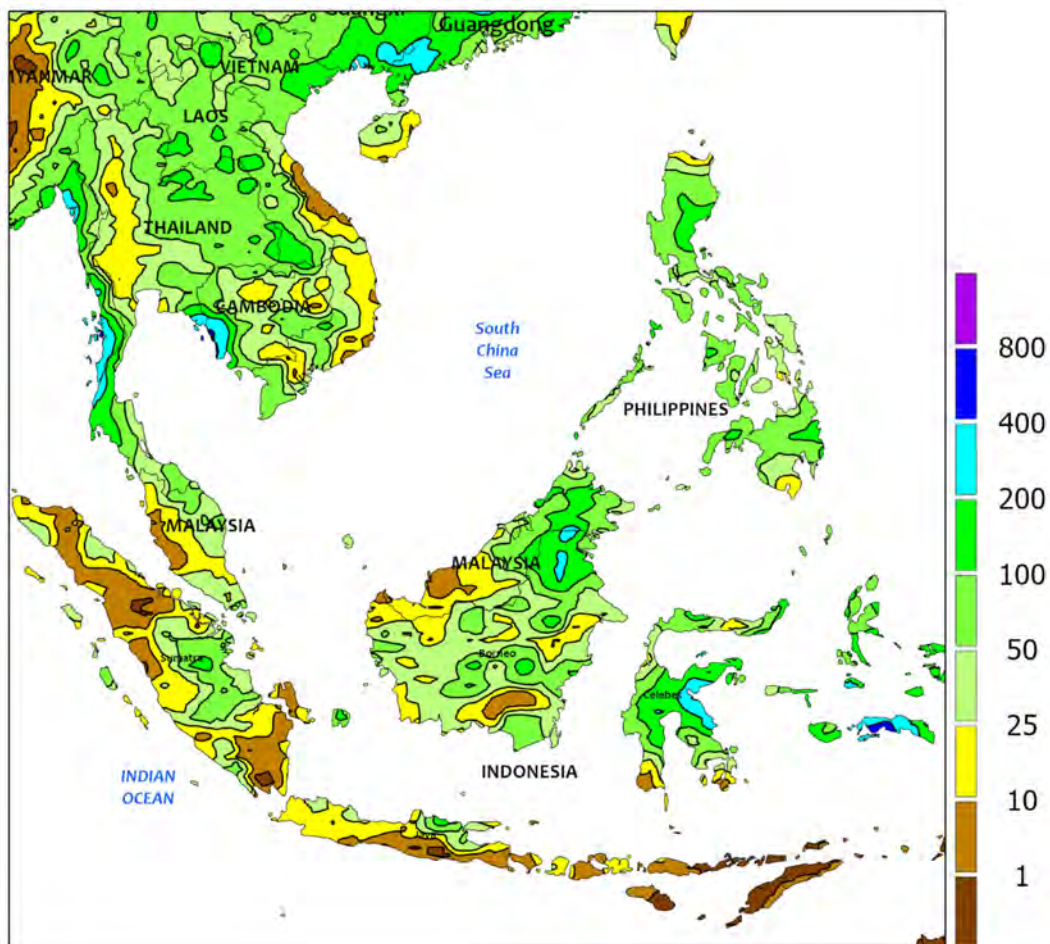 Guangxi
Guangdong
MYANMAR
VIETNAM
LAOS
THAILAND
CAMBODIA
South
China
Sea
PHILIPPINES
MALAYSIA
MALAYSIA
Sumatra
Borneo
Celebes
INDONESIA
INDIAN
OCEAN
800
400
200
100
50
25
10
1